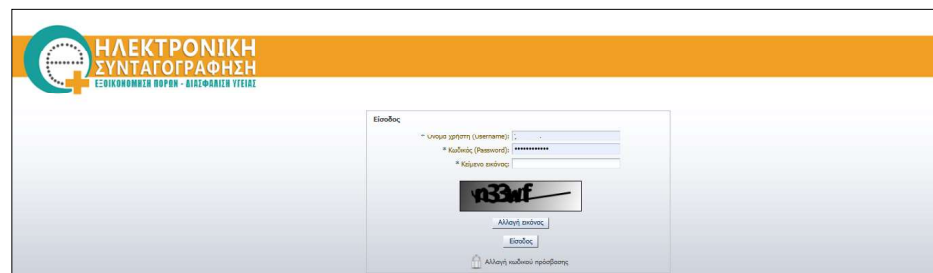 ΗΛΕΚΤΡΟΝΙΚΗ
ΣΥΝΤΑΓΟΓΡΑΦΗΣΗ
ΕΞΟΙΚΟΝΟΜΗΣΗ ΠΟΡΩΝ - ΔΙΑΣΦΑΛΙΣΗ ΥΓΕΙΑΣ
Είσοδος
* Όνομα χρήστη (Username):
* Κωδικός (Password): ••••••••••••
* Κείμενο εικόνας:
Αλλαγή εικόνας
Είσοδος
Αλλαγή κωδικού πρόσβασης